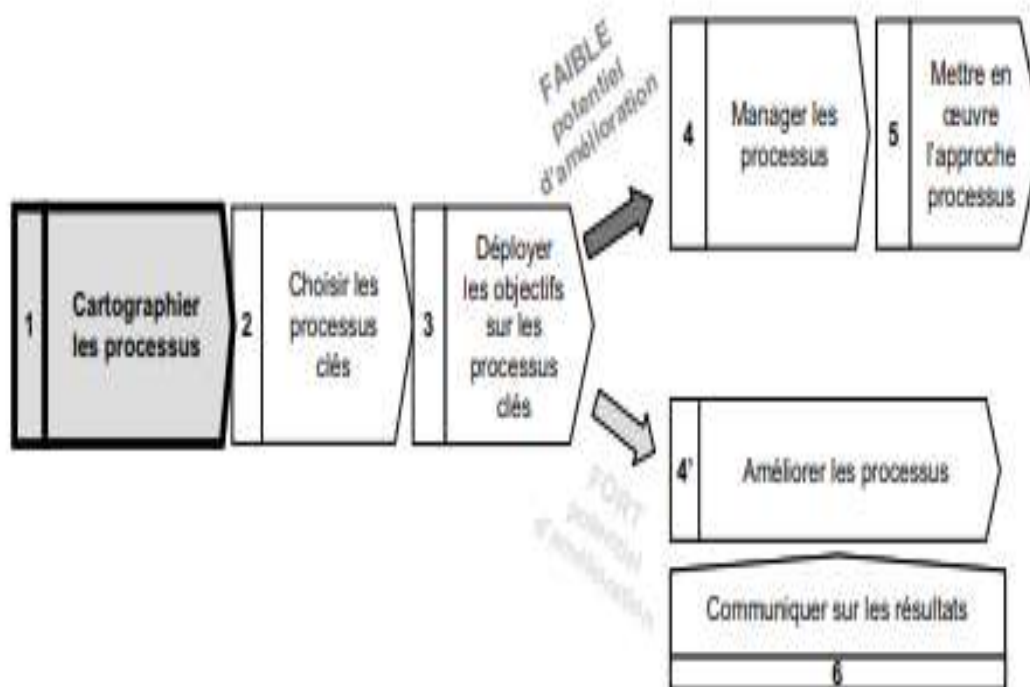 1
Cartographier
les processus
2
Choisir les
processus
clés
3
Déployer
les objectifs
sur les
processus
clés
FAIBLE
potentiel
d'amélioration
4
Manager les
processus
5
Mettre en
œuvre
l'approche
processus
FORT
potentiel
d'amélioration
4'
Améliorer les processus
Communiquer sur les résultats
6